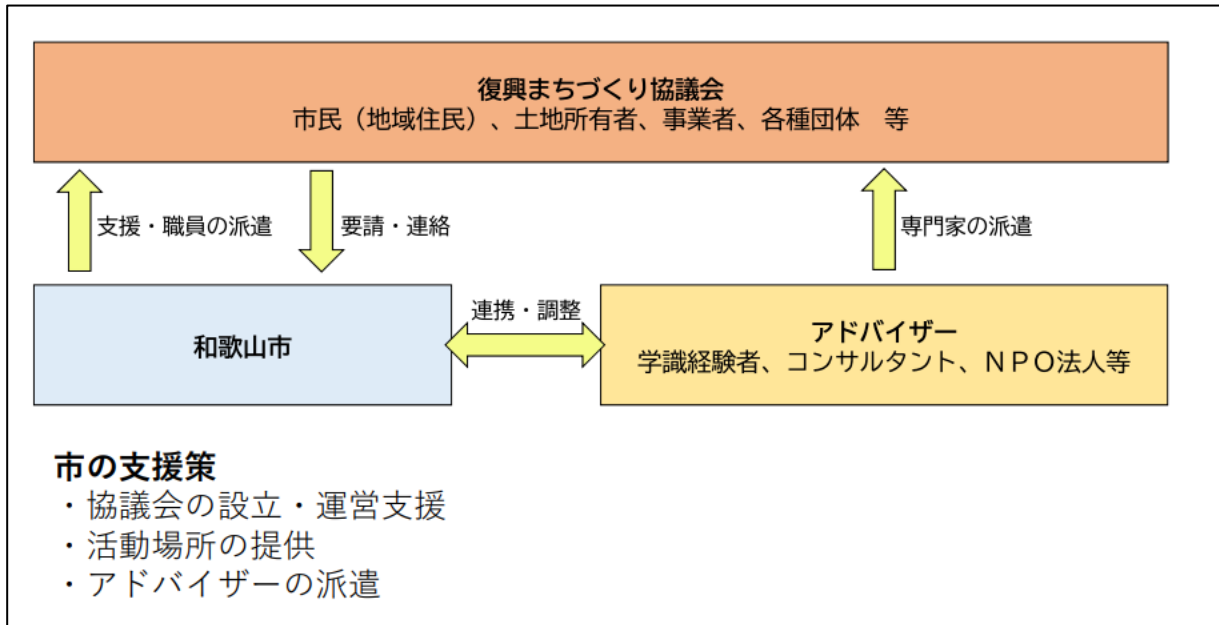 復興まちづくり協議会
市民（地域住民）、土地所有者、事業者、各種団体　等
支援・職員の派遣
要請・連絡
専門家の派遣
連携・調整
和歌山市
アドバイザー
学識経験者、コンサルタント、ＮＰＯ法人等
市の支援策
・協議会の設立・運営支援
・活動場所の提供
・アドバイザーの派遣